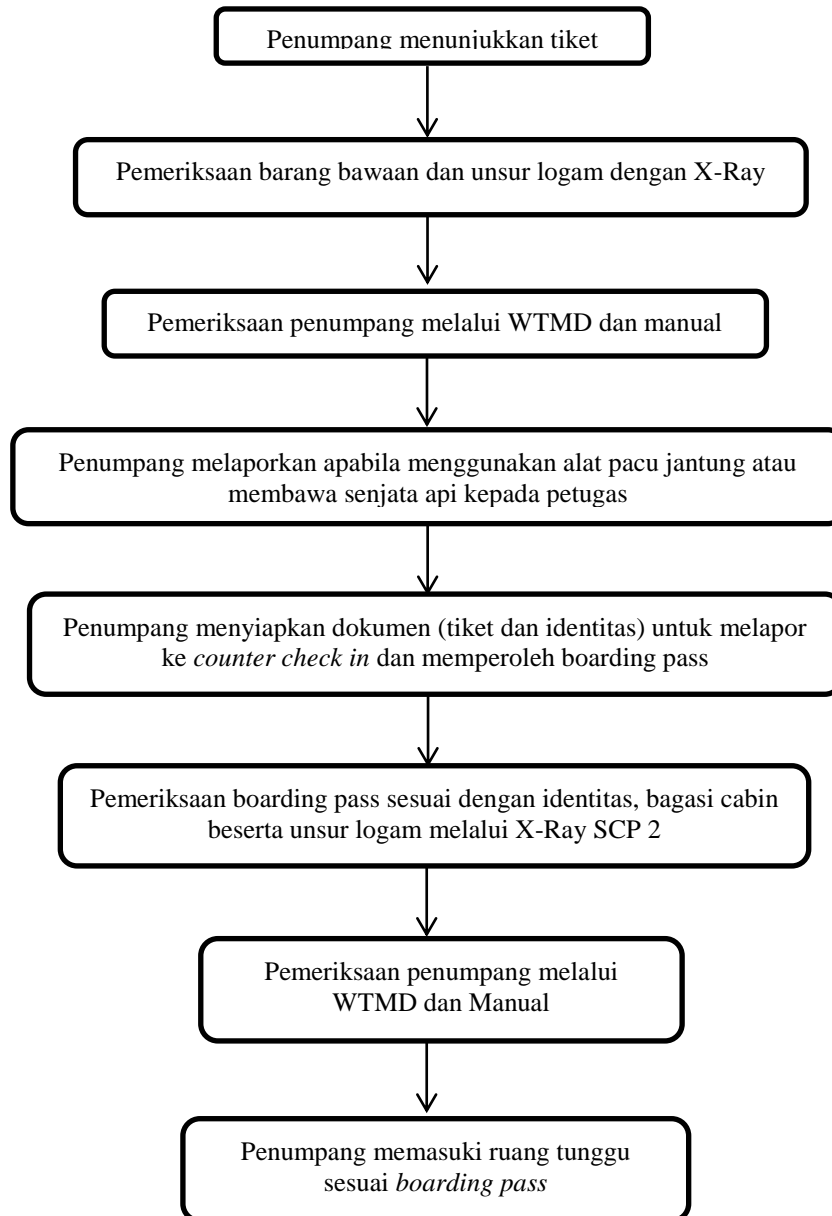 Penumpang menunjukkan tiket
Pemeriksaan barang bawaan dan unsur logam dengan X-Ray
Pemeriksaan penumpang melalui WTMD dan manual
Penumpang melaporkan apabila menggunakan alat pacu jantung atau
membawa senjata api kepada petugas
Penumpang menyiapkan dokumen (tiket dan identitas) untuk melapor
ke counter check in dan memperoleh boarding pass
Pemeriksaan boarding pass sesuai dengan identitas, bagasi cabin
beserta unsur logam melalui X-Ray SCP 2
Pemeriksaan penumpang melalui
WTMD dan Manual
Penumpang memasuki ruang tunggu
sesuai boarding pass